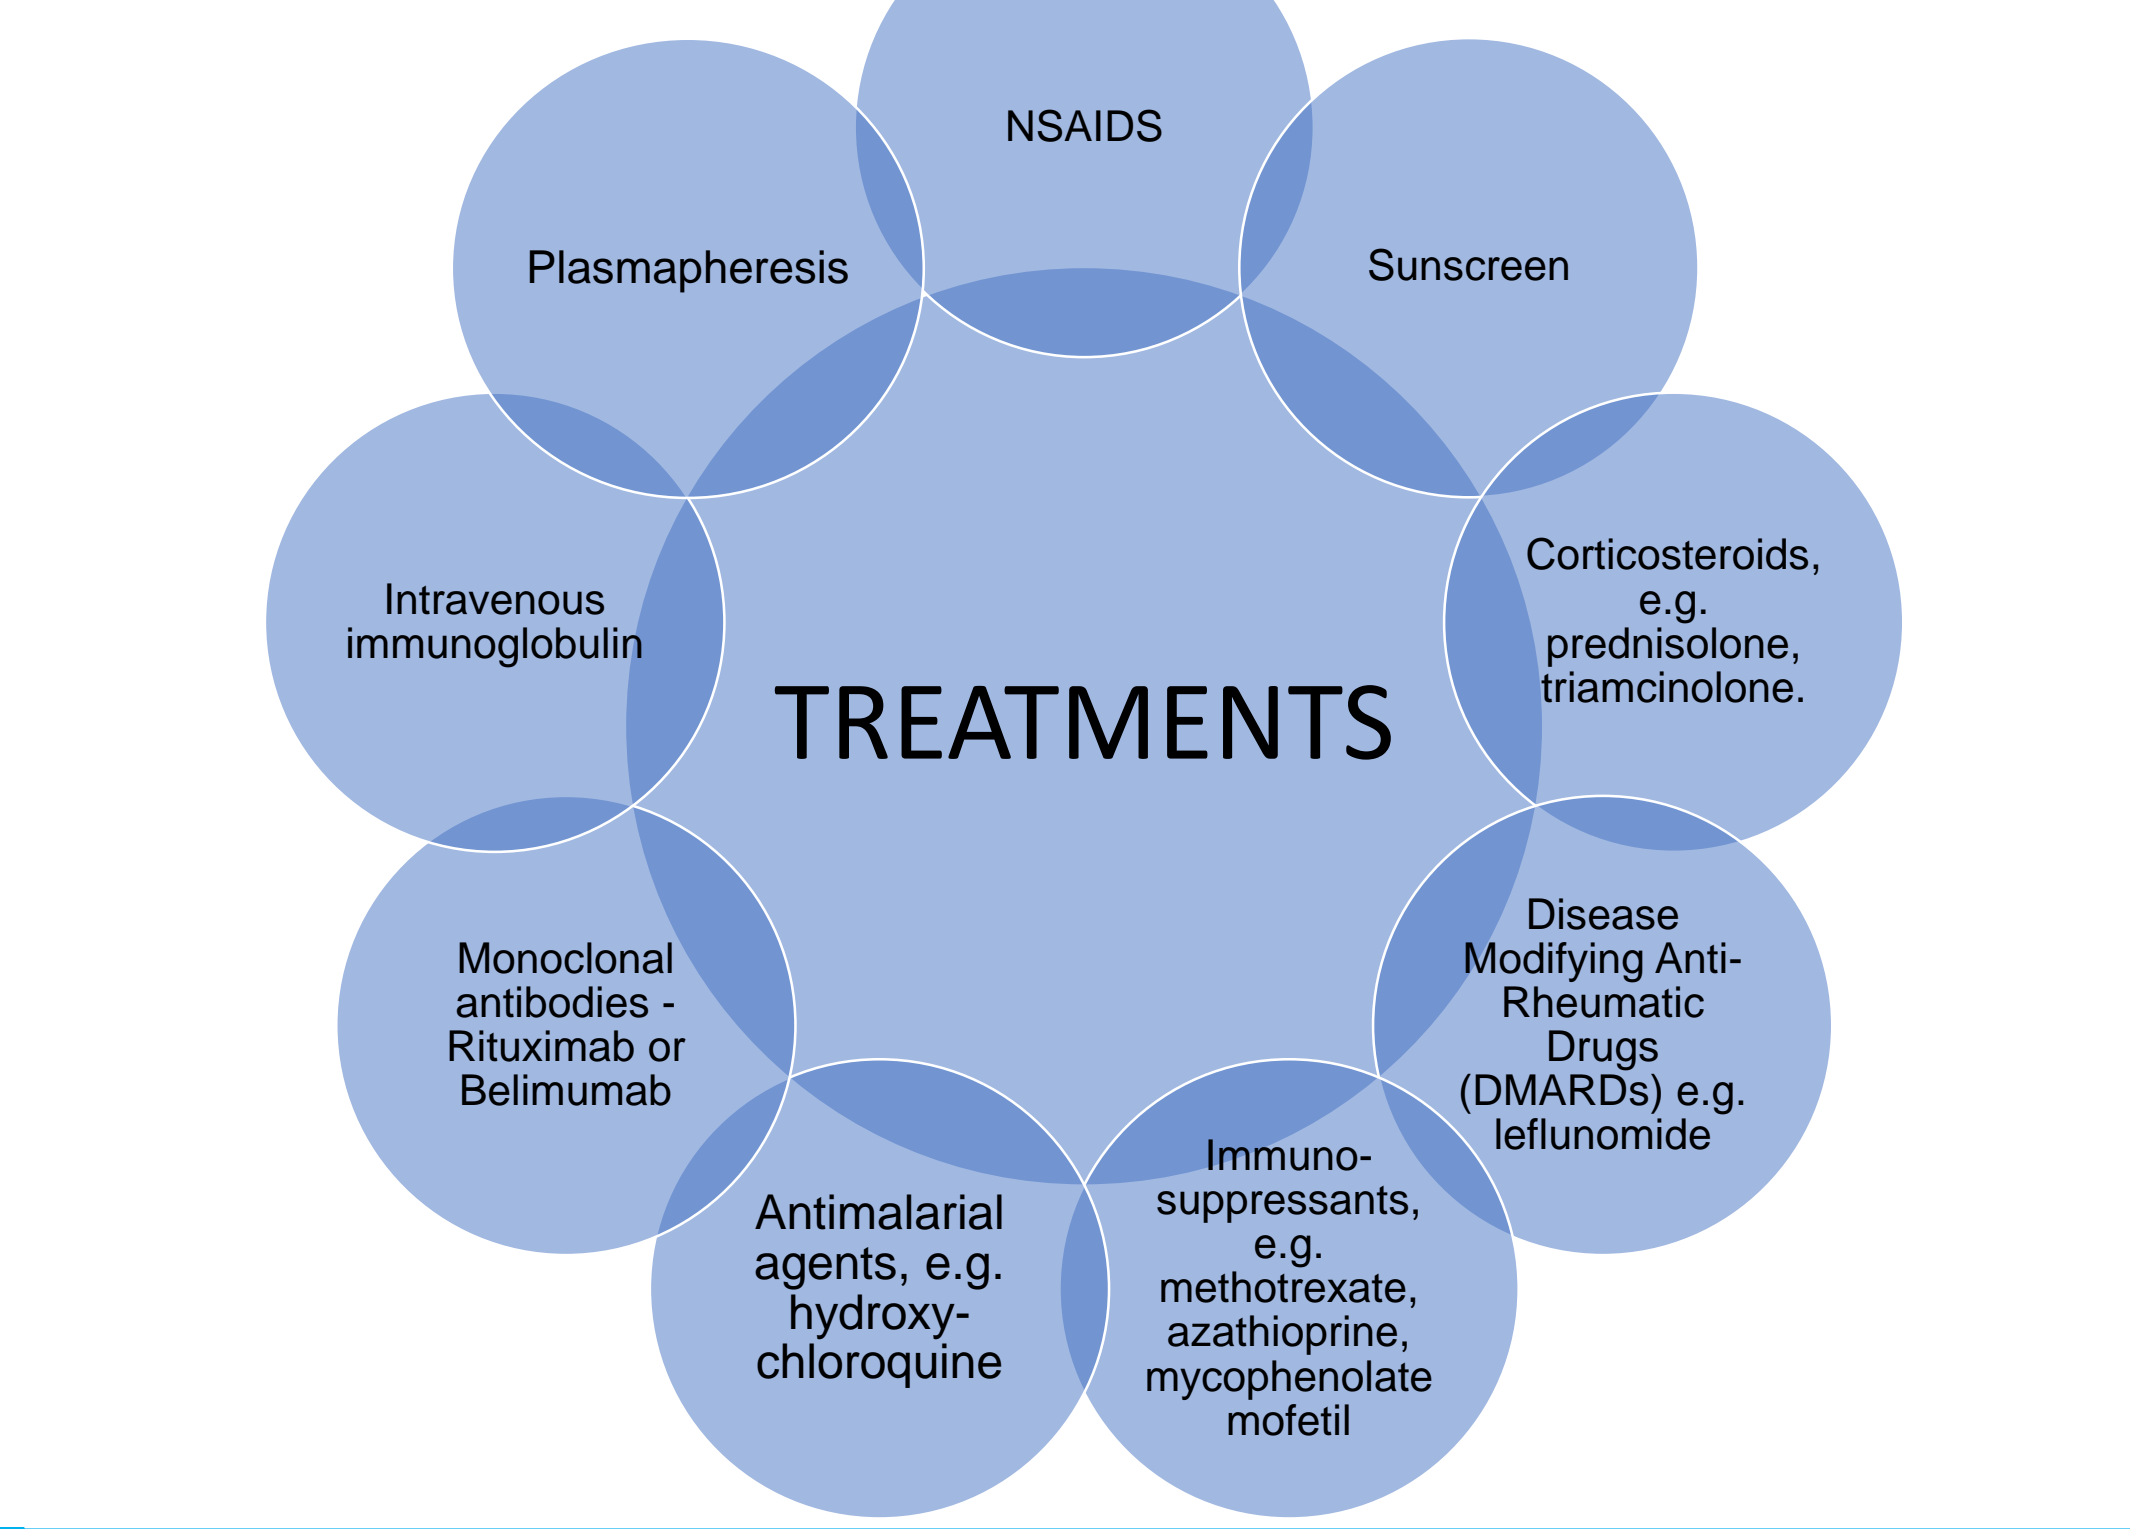 NSAIDS
Sunscreen
Corticosteroids,
e.g.
prednisolone,
triamcinolone.
Disease
Modifying Anti-
Rheumatic
Drugs
(DMARDs) e.g.
leflunomide
Immuno-
suppressants,
e.g.
methotrexate,
azathioprine,
mycophenolate
mofetil
Antimalarial
agents, e.g.
hydroxy-
chloroquine
Monoclonal
antibodies -
Rituximab or
Belimumab
Intravenous
immunoglobulin
Plasmapheresis
TREATMENTS